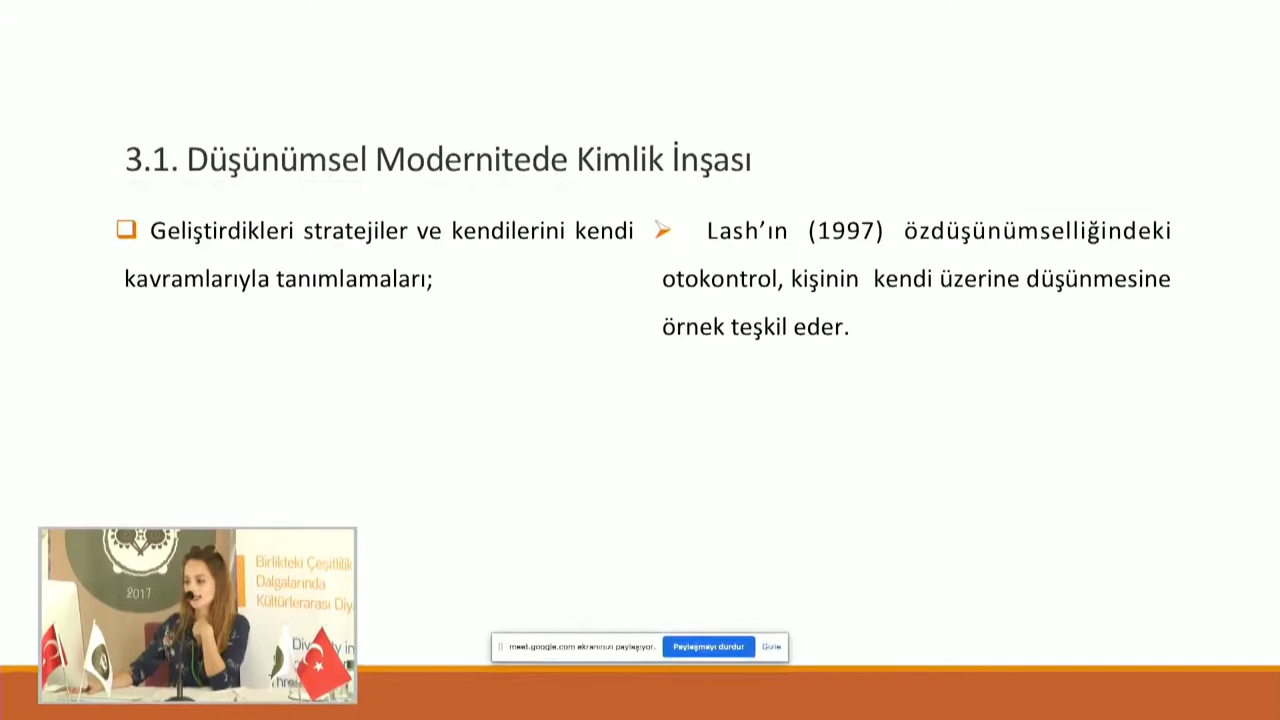 3.1. Düşünümsel Modernitede Kimlik İnşası
Geliştirdikleri stratejiler ve kendilerini kendi
kavramlarıyla tanımlamaları;
Lash’ın (1997) özdüşünümselliğindeki
otokontrol, kişinin kendi üzerine düşünmesine
örnek teşkil eder.
2017
Birlikteki Çeşitlilik
Dalgalarında
Kültürlerarası Diy
meet.google.com ekranınızı paylaşıyor.
Paylaşmayı durdur
Gizle